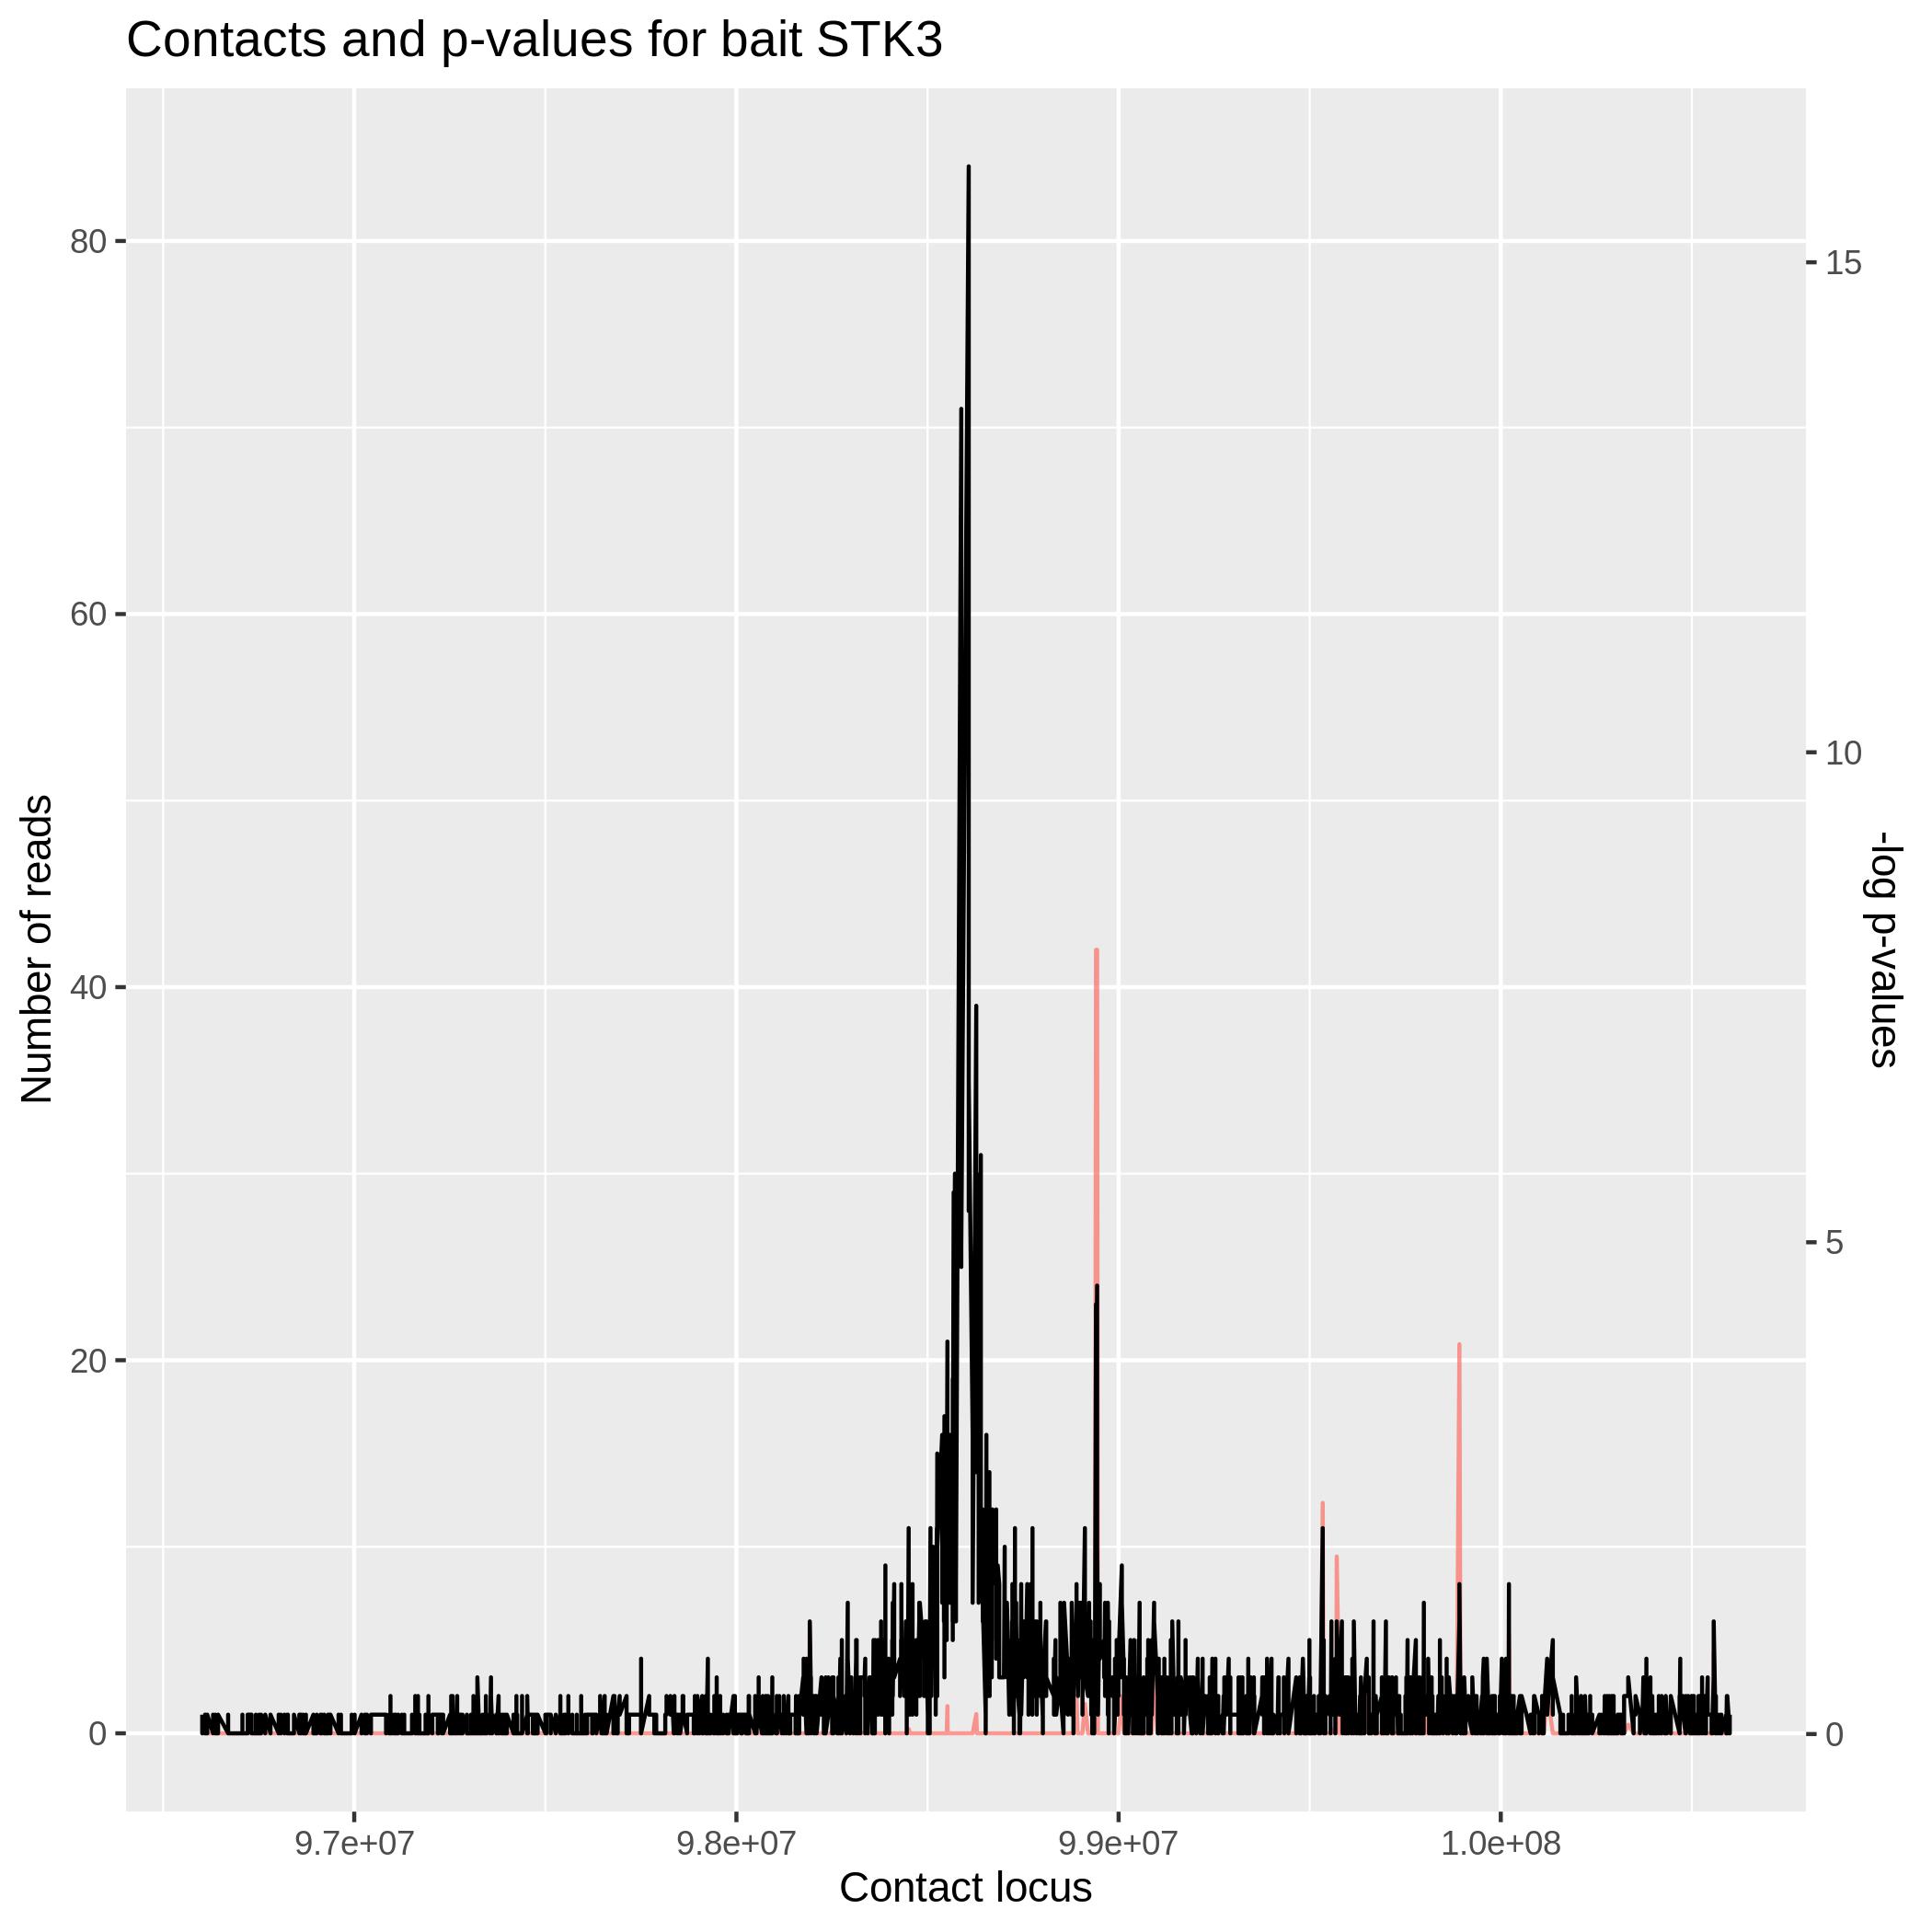 Contacts and p-values for bait STK3
Number of reads
80
60
40
20
0
15
10
5
0
-log p-values
9.7e+07
9.8e+07
9.9e+07
1.0e+08
Contact locus